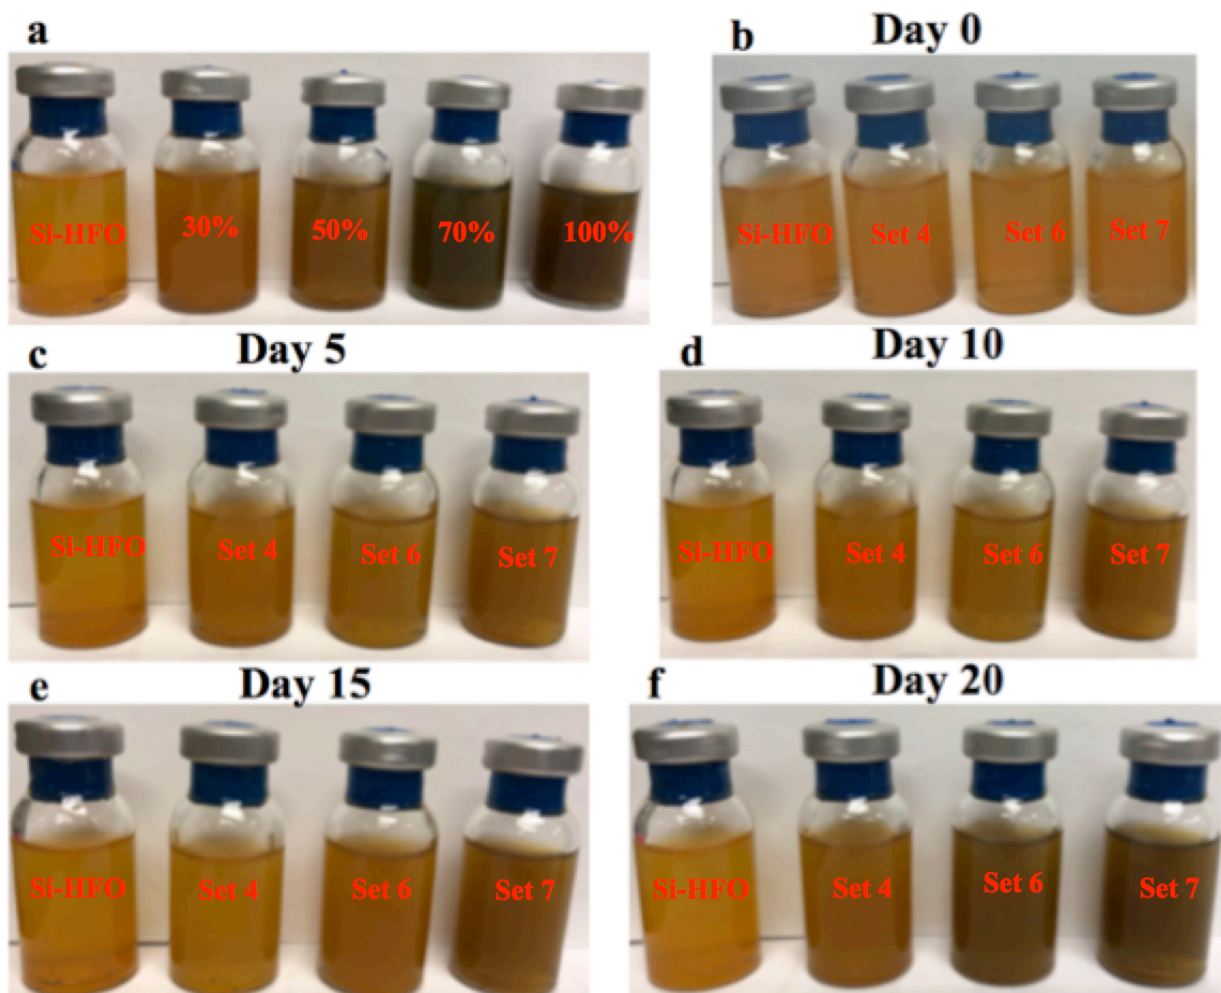 a
Si-HFO 30% 50% 70% 100%
b Day 0
Si-HFO Set 4 Set 6 Set 7
c Day 5
Si-HFO Set 4 Set 6 Set 7
d Day 10
Si-HFO Set 4 Set 6 Set 7
e Day 15
Si-HFO Set 4 Set 6 Set 7
f Day 20
Si-HFO Set 4 Set 6 Set 7